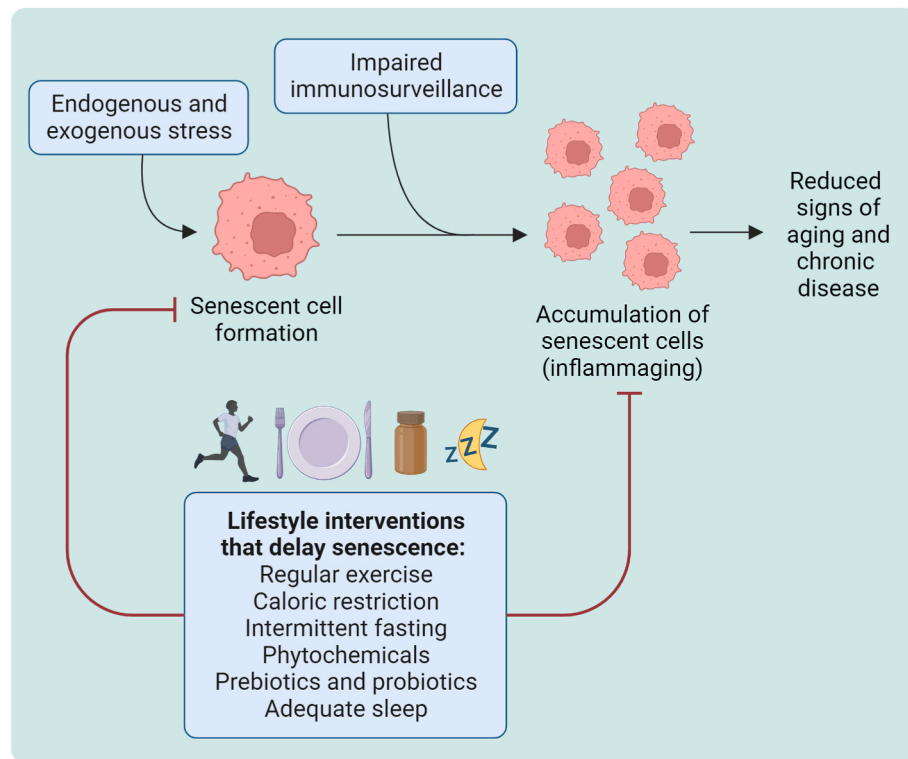 Endogenous and
exogenous stress
Impaired
immunosurveillance
Senescent cell
formation
Accumulation of
senescent cells
(inflammaging)
Reduced
signs of
aging and
chronic
disease
z
z
z
Lifestyle interventions
that delay senescence:
Regular exercise
Caloric restriction
Intermittent fasting
Phytochemicals
Prebiotics and probiotics
Adequate sleep